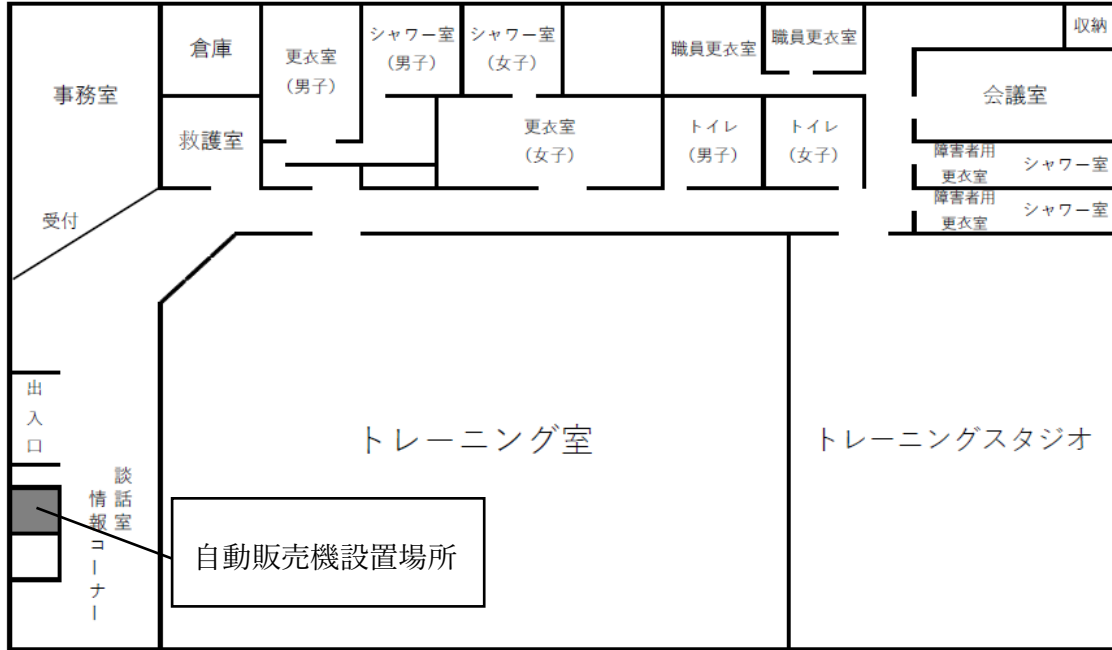 事務室
倉庫
更衣室
（男子）
シャワー室
（男子）
シャワー室
（女子）
職員更衣室
職員更衣室
収納
会議室
救護室
更衣室
（女子）
トイレ
（男子）
トイレ
（女子）
障害者用
更衣室
シャワー室
障害者用
更衣室
シャワー室
受付
出入口
トレーニング室
トレーニングスタジオ
談話室
情報コーナー
自動販売機設置場所